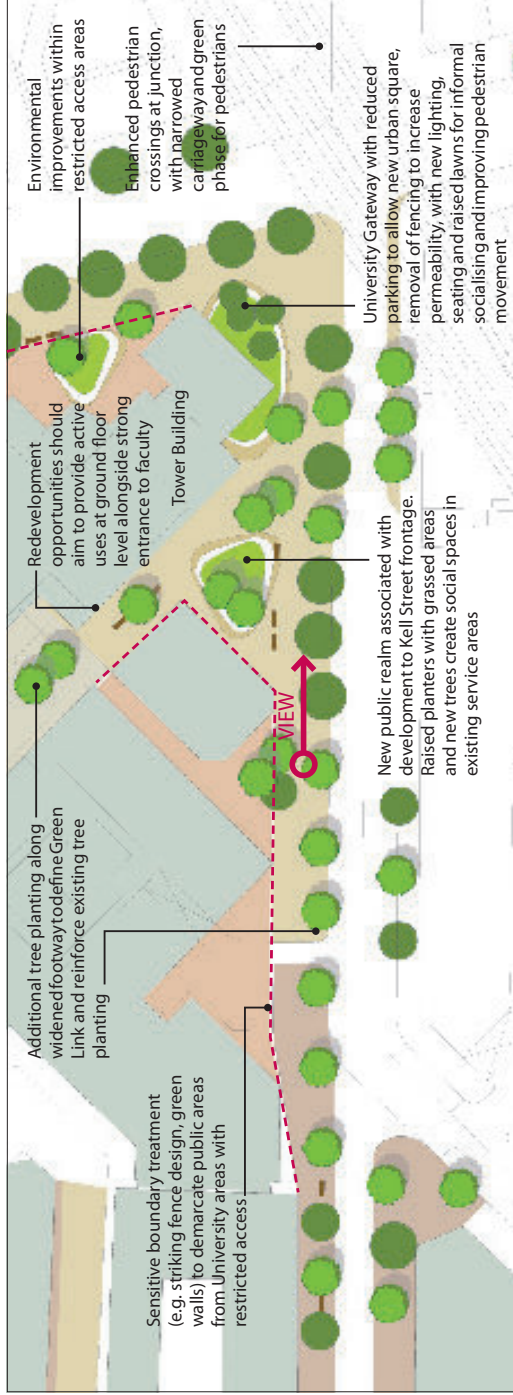 Sensitive boundary treatment
(e.g. striking fence design, green
walls) to demarcate public areas
from University areas with
restricted access
Additional tree planting along
widened footway to define Green
Link and reinforce existing tree
planting
Redevelopment
opportunities should
aim to provide active
uses at ground floor
level alongside strong
entrance to faculty
Tower Building
Environmental
improvements within
restricted access areas
Enhanced pedestrian
crossings at junction,
with narrowed
carriageway and green
phase for pedestrians
VIEW
New public realm associated with
development to Kell Street frontage.
Raised planters with grassed areas
and new trees create social spaces in
existing service areas
University Gateway with reduced
parking to allow new urban square,
removal of fencing to increase
permeability, with new lighting,
seating and raised lawns for informal
socialising and improving pedestrian
movement